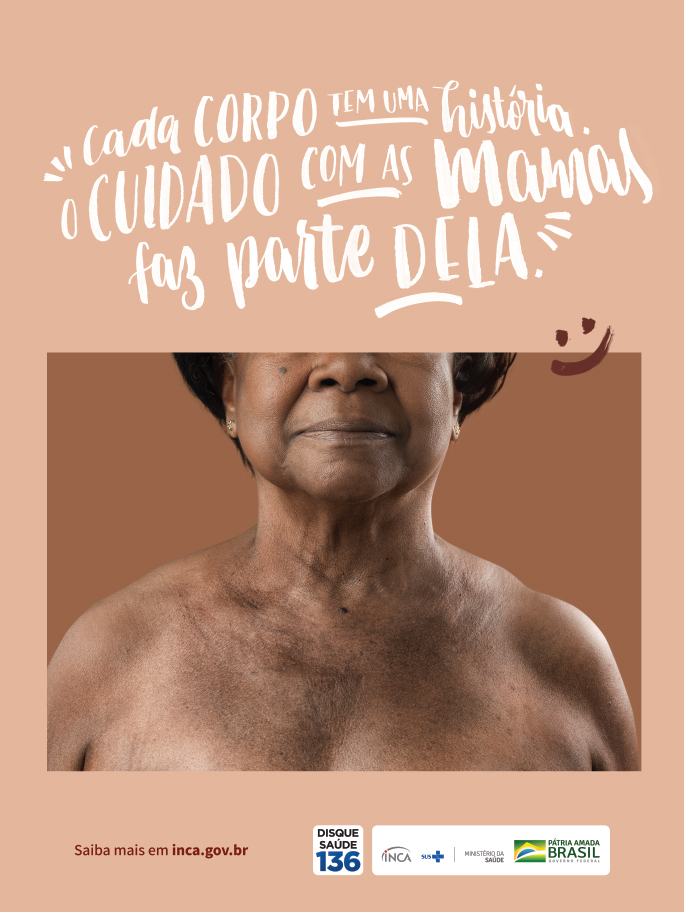 Cada CORPO TEM UMA história.
O CUIDADO COM AS Mamas
faz parte DELA.
Saiba mais em inca.gov.br
DISQUE
SAÚDE
136
INCA
SUS
MINISTÉRIO DA
SAÚDE
PÁTRIA AMADA
BRASIL
GOVERNO FEDERAL